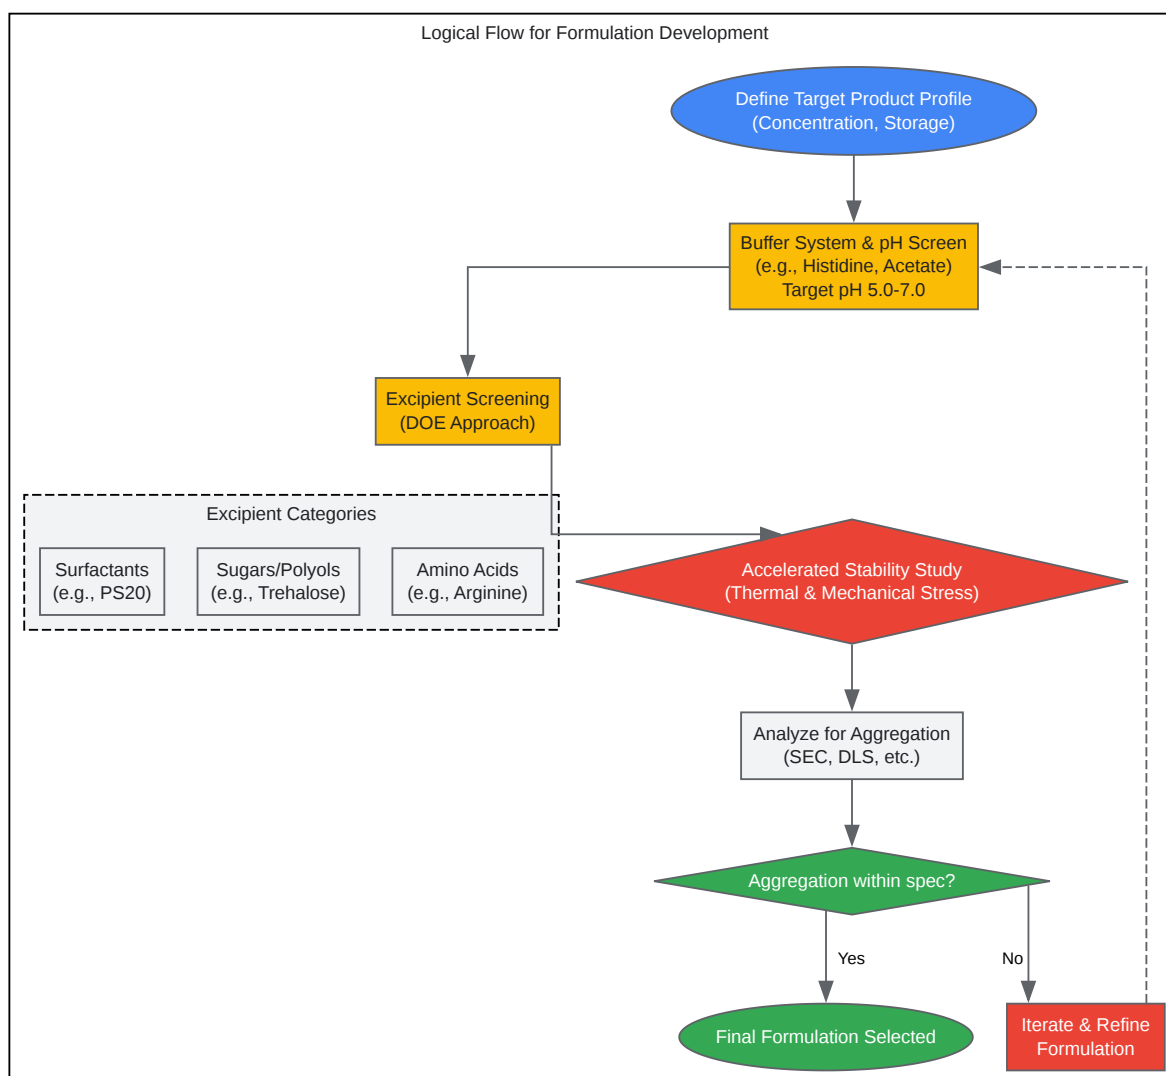 Logical Flow for Formulation Development
Define Target Product Profile
(Concentration, Storage)
Buffer System & pH Screen
(e.g., Histidine, Acetate)
Target pH 5.0-7.0
Excipient Screening
(DOE Approach)
Excipient Categories
Surfactants
(e.g., PS20)
Sugars/Polyols
(e.g., Trehalose)
Amino Acids
(e.g., Arginine)
Accelerated Stability Study
(Thermal & Mechanical Stress)
Analyze for Aggregation
(SEC, DLS, etc.)
Aggregation within spec?
Yes
No
Final Formulation Selected
Iterate & Refine
Formulation